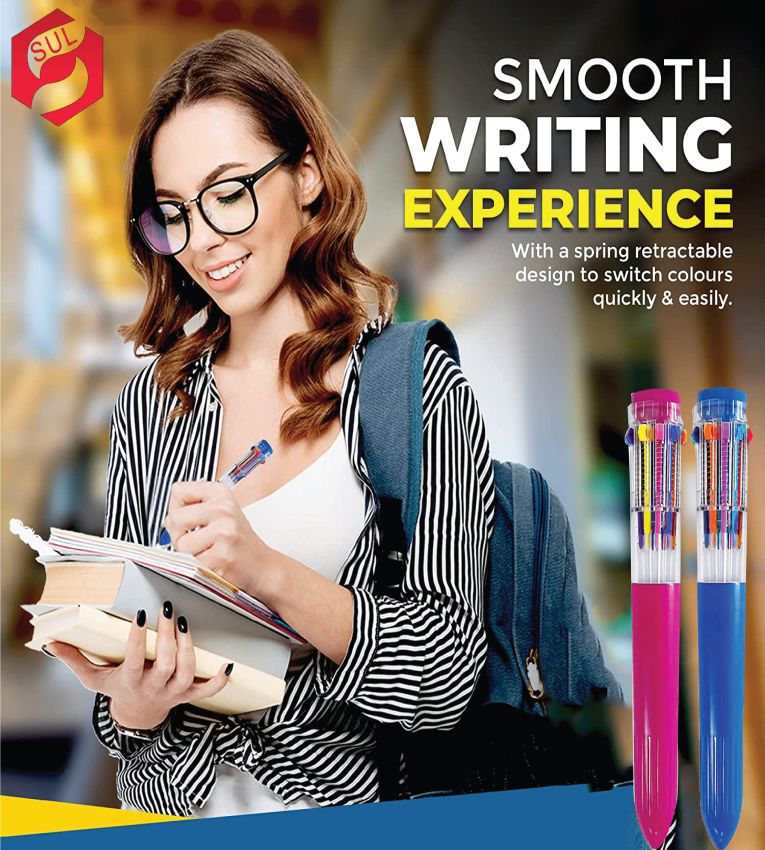 SUL
SMOOTH
WRITING
EXPERIENCE
With a spring retractable
design to switch colours
quickly & easily.